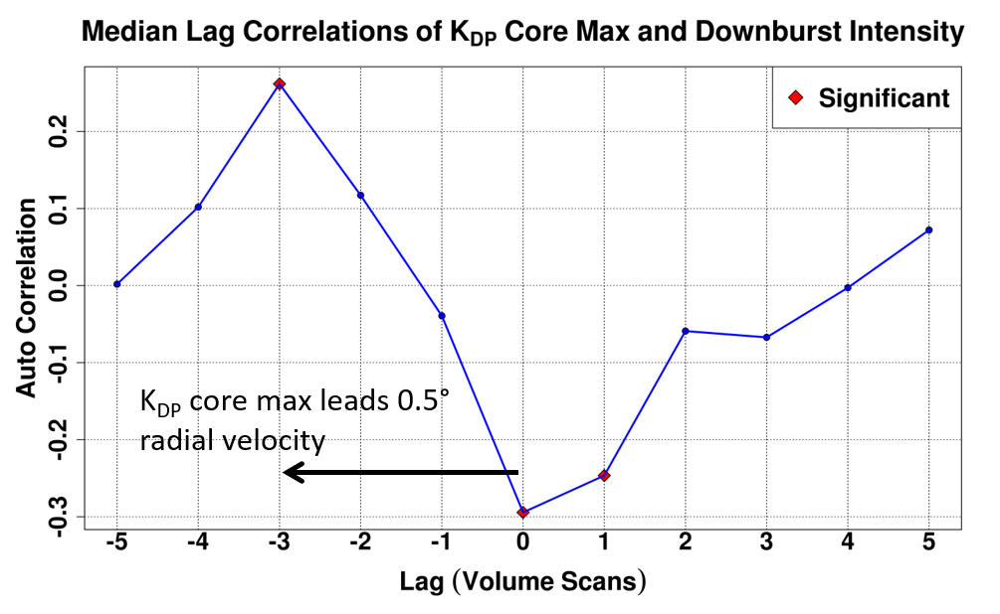 Median Lag Correlations of KDP Core Max and Downburst Intensity
Significant
Auto Correlation
0.2
0.1
0.0
-0.1
-0.2
-0.3
KDP core max leads 0.5°
radial velocity
-5 -4 -3 -2 -1 0 1 2 3 4 5
Lag (Volume Scans)